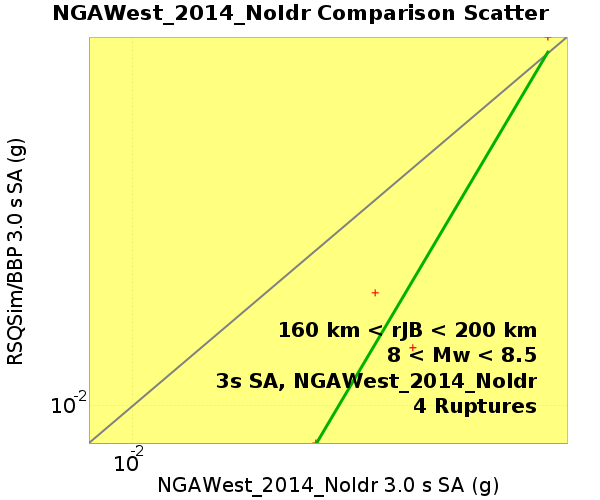 NGAWest_2014_NoIdr Comparison Scatter
RSQSim/BBP 3.0 s SA (g)
160 km < rJB < 200 km
8 < Mw < 8.5
3s SA, NGAWest_2014_NoIdr
4 Ruptures
10-2
10-2
NGAWest_2014_NoIdr 3.0 s SA (g)